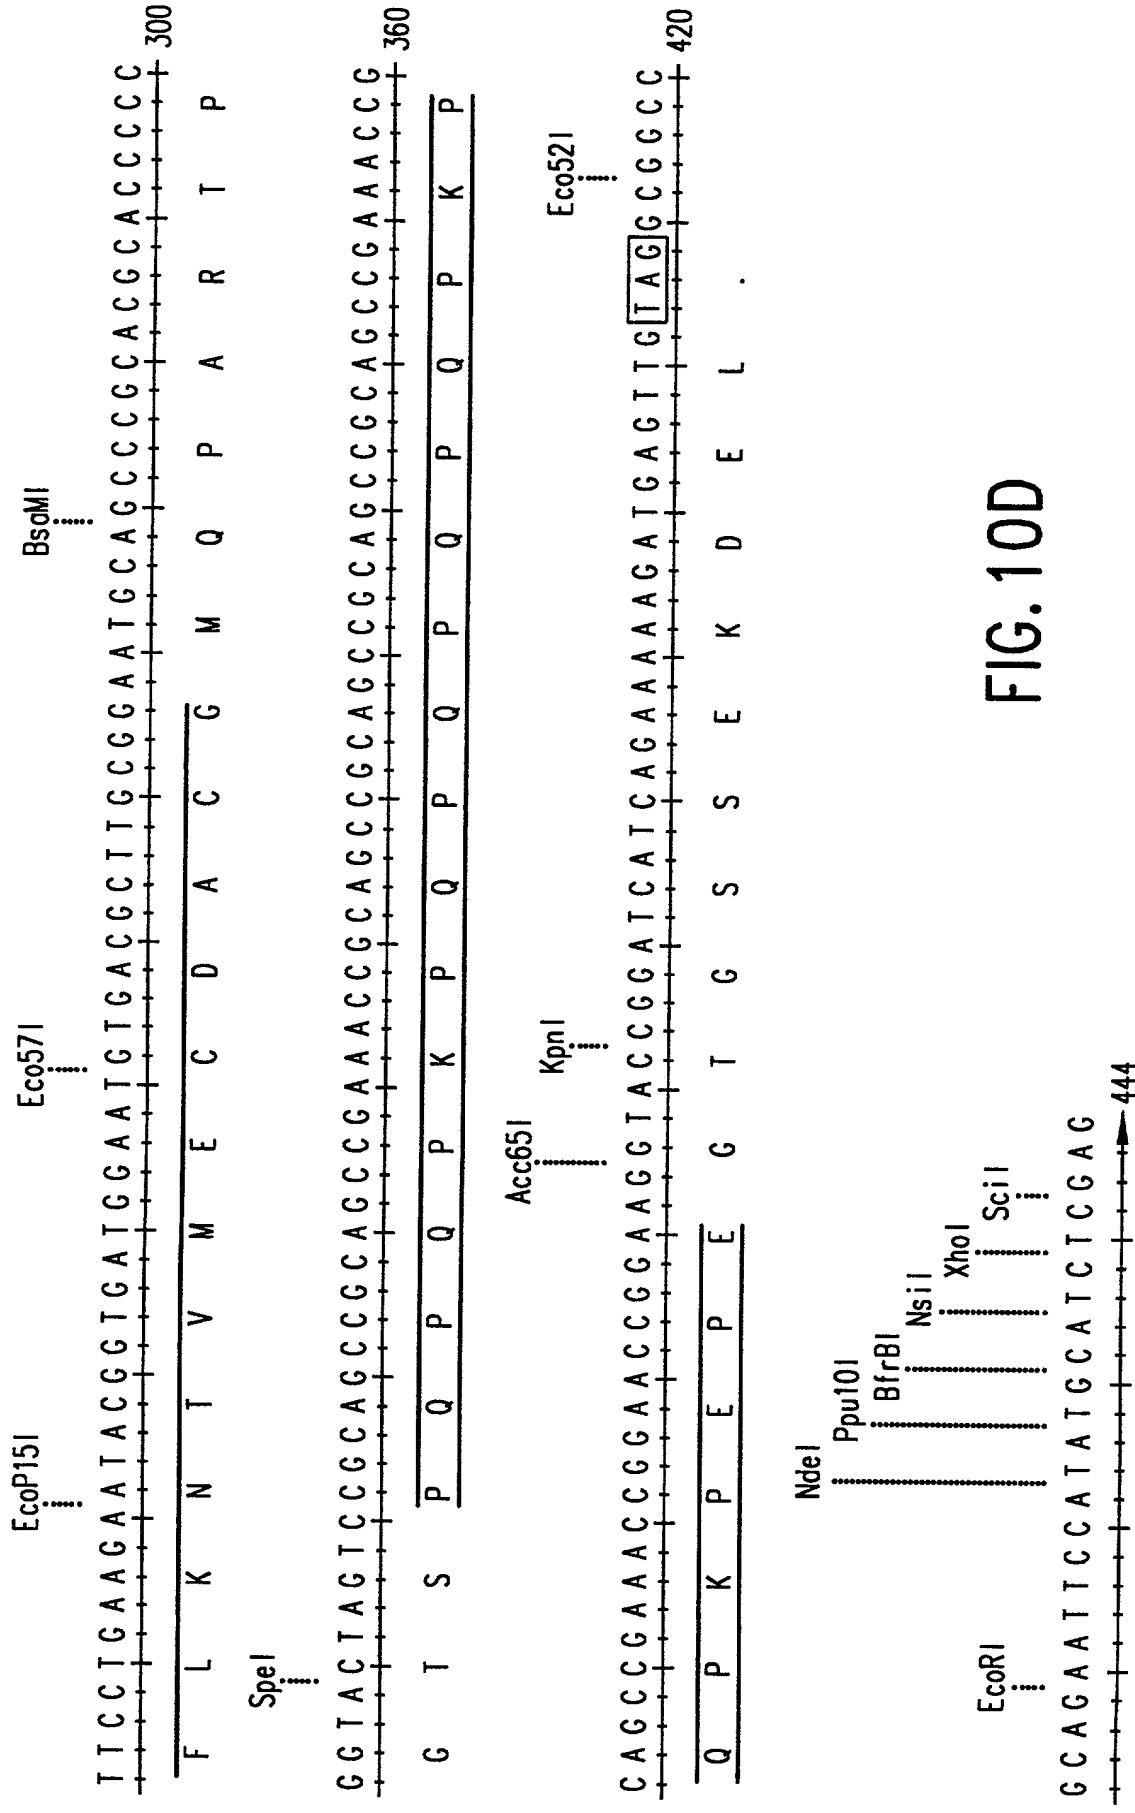 EcoP15I Eco57I BsaMI
T T C C T G A A G A A T A C G G T G A T G G A A T G T G A C G C T T G C G G A A T G C A G C C C G C A C G C A C C C C C
300
F L K N T V M E C D A C G M Q P A R T P
SpeI
G G T A C T A G T C C G C A G C C G C A G C C G A A A C C G C A G C C G C A G C C G C A G C C G C A G C C G A A A C C G
360
G T S P Q P Q P K P Q P Q P Q P Q P K P
Acc65I KpnI Eco52I
C A G C C G A A A C C G G A A C C G G A A G G T A C C G G A T C A T C A G A A A A A G A T G A G T T G T A G G C G G C C
420
Q P K P E P E G T G S S E K D E L .
EcoRI NdeI Ppu10I BfrBI NsiI XhoI SciI
G C A G A A T T C C A T A T G C A T C T C G A G
444
FIG. 10D